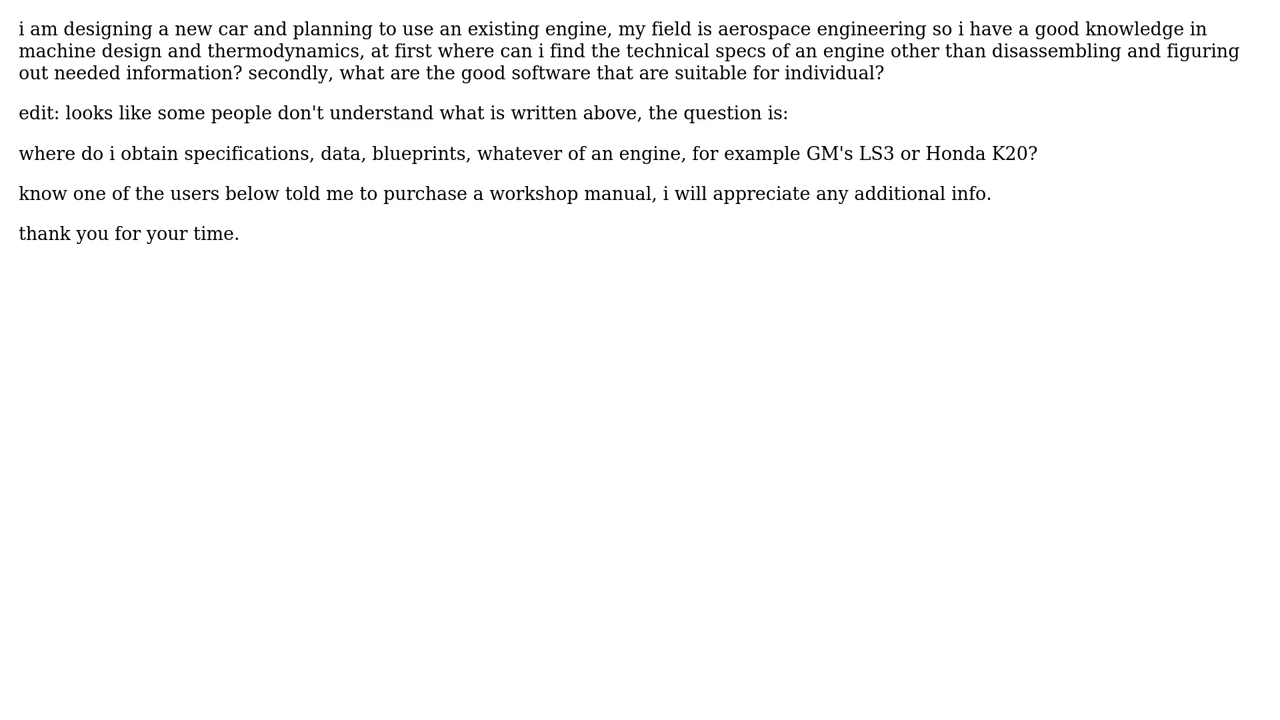 i am designing a new car and planning to use an existing engine, my field is aerospace engineering so i have a good knowledge in
machine design and thermodynamics, at first where can i find the technical specs of an engine other than disassembling and figuring
out needed information? secondly, what are the good software that are suitable for individual?
edit: looks like some people don't understand what is written above, the question is:
where do i obtain specifications, data, blueprints, whatever of an engine, for example GM's LS3 or Honda K20?
know one of the users below told me to purchase a workshop manual, i will appreciate any additional info.
thank you for your time.